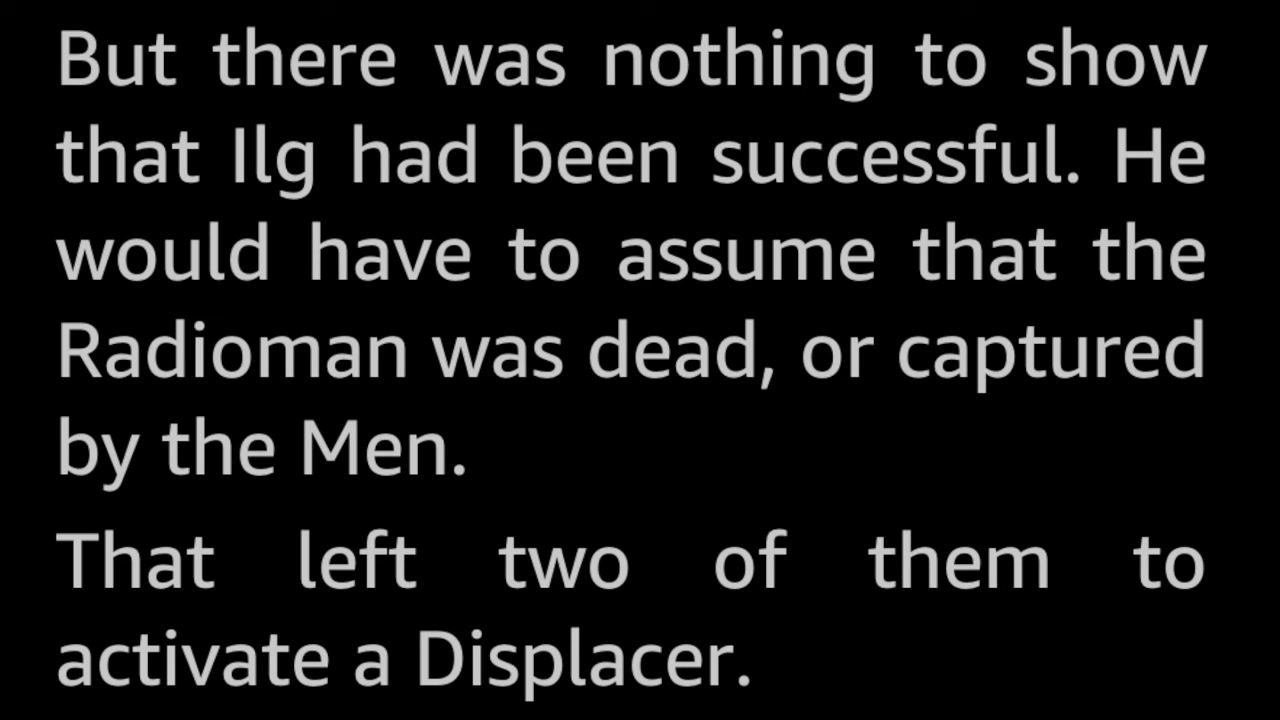 But there was nothing to show
that Ilg had been successful. He
would have to assume that the
Radioman was dead, or captured
by the Men.
That left two of them to
activate a Displacer.